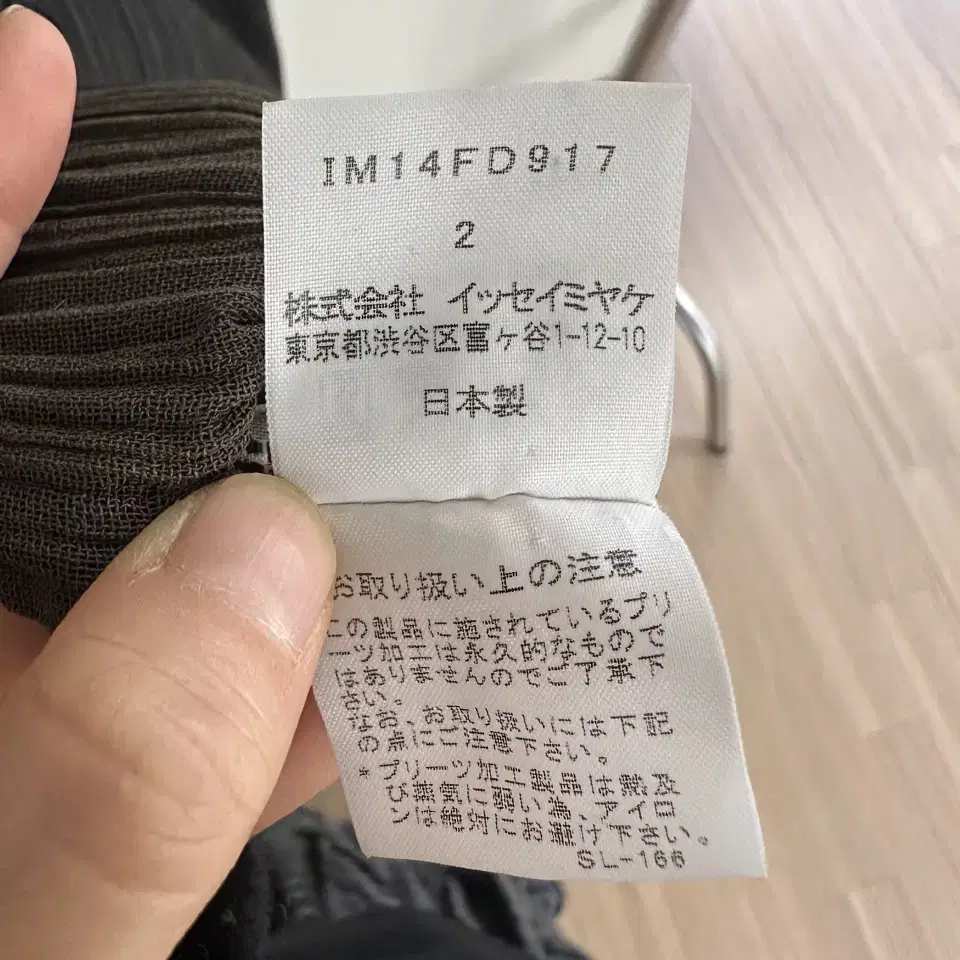 IM14FD917
2
株式会社 イッセイミヤケ
東京都渋谷区富ヶ谷1-12-10
日本製
お取り扱い上の注意
この製品に施されているプリ
ーツ加工は永久的なもので
はありませんのでご了承下
さい。
なお、お取り扱いには下記
の点にご注意下さい。
*プリーツ加工製品は熱及
び蒸気に弱い為、アイロ
ンは絶対にお避け下さい。
SL-166